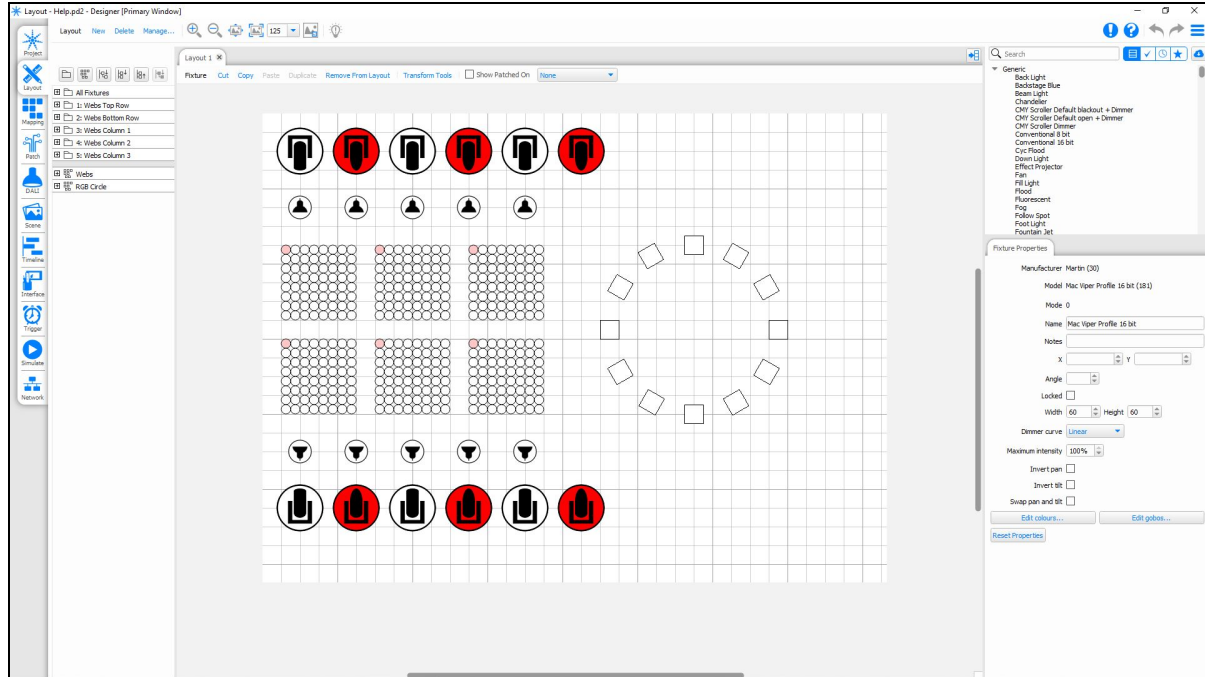 Layout - Help.pd2 - Designer [Primary Window]
Layout New Delete Manage... 125
Project
Layout
Mapping
Patch
DALI
Scene
Timeline
Interface
Trigger
Simulate
Network
All Fixtures
1: Webs Top Row
2: Webs Bottom Row
3: Webs Column 1
4: Webs Column 2
5: Webs Column 3
Webs
RGB Circle
Layout 1
Fixture Cut Copy Paste Duplicate Remove From Layout Transform Tools Show Patched On None
Search
Generic
Back Light
Backstage Blue
Beam Light
Chandelier
CMY Scroller Default blackout + Dimmer
CMY Scroller Default open + Dimmer
CMY Scroller Dimmer
Conventional 8 bit
Conventional 16 bit
Cyc Flood
Down Light
Effect Projector
Fan
Fill Light
Flood
Fluorescent
Fog
Follow Spot
Foot Light
Fountain Jet
Fixture Properties
Manufacturer Martin (30)
Model Mac Viper Profile 16 bit (181)
Mode 0
Name Mac Viper Profile 16 bit
Notes
X Y
Angle
Locked
Width 60 Height 60
Dimmer curve Linear
Maximum intensity 100%
Invert pan
Invert tilt
Swap pan and tilt
Edit colours... Edit gobos...
Reset Properties